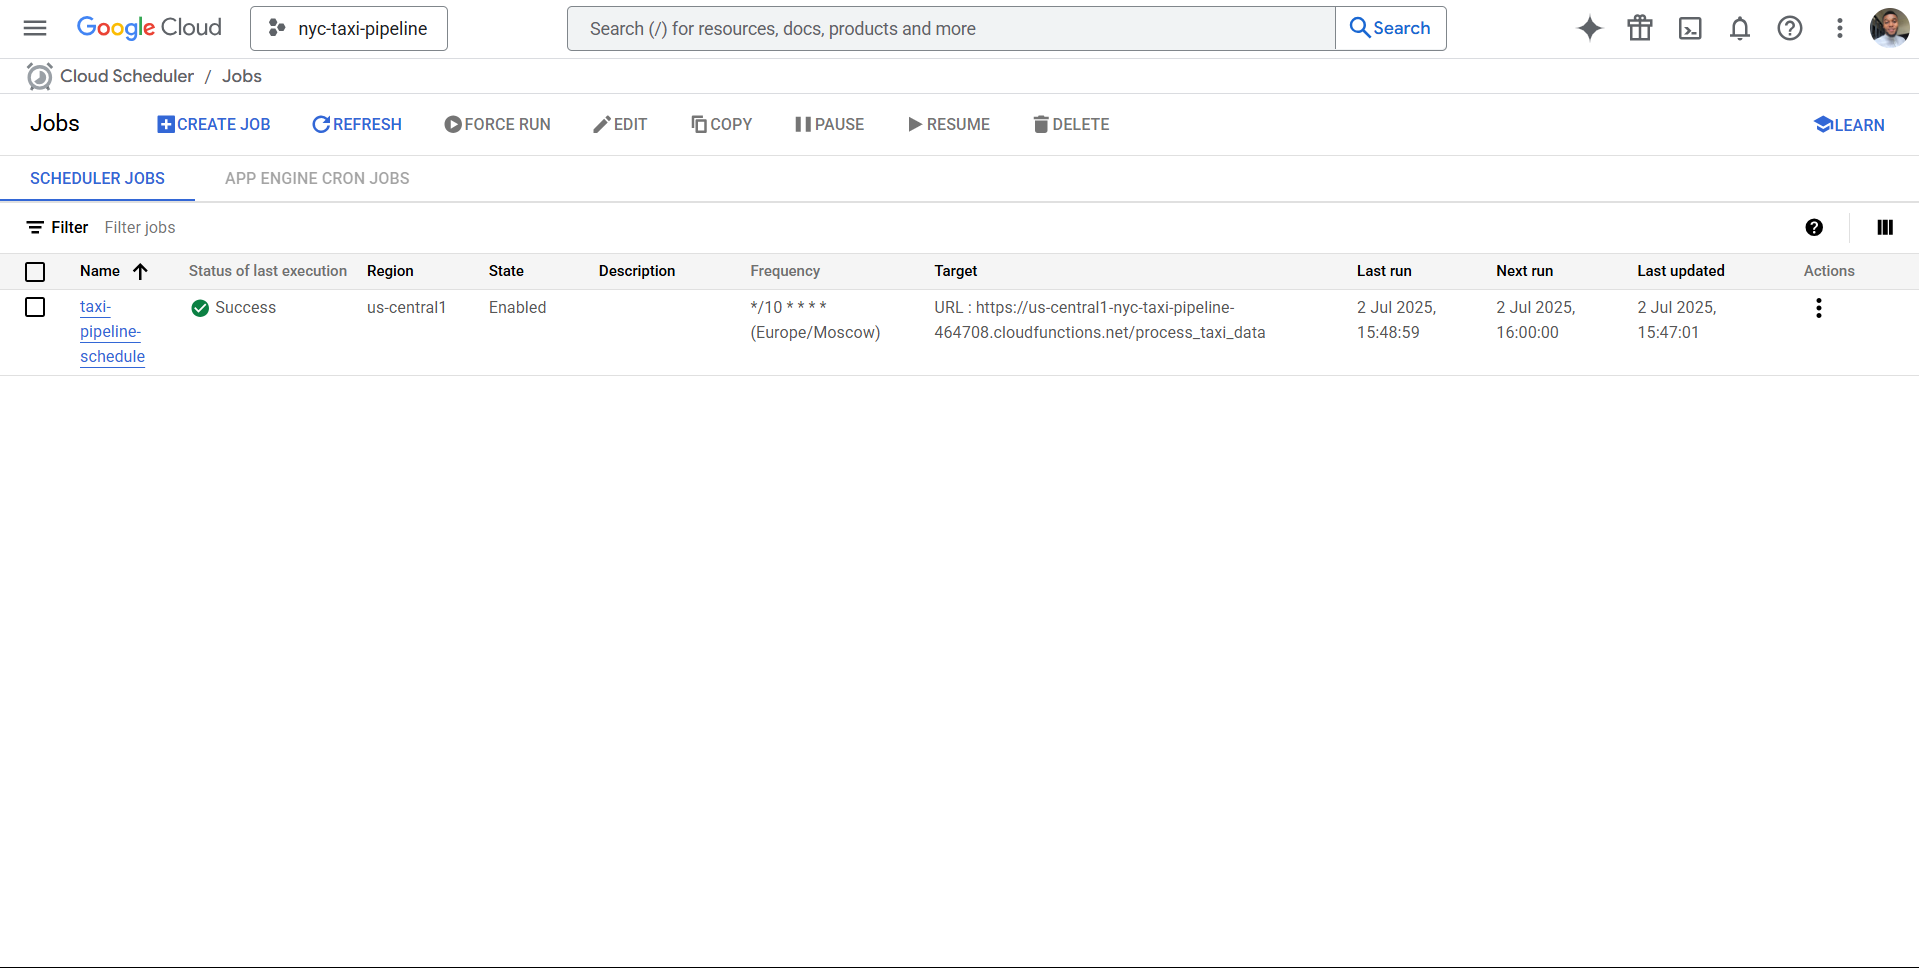 Google Cloud
nyc-taxi-pipeline
Search (/) for resources, docs, products and more
Search
Cloud Scheduler / Jobs
Jobs
CREATE JOB
REFRESH
FORCE RUN
EDIT
COPY
PAUSE
RESUME
DELETE
LEARN
SCHEDULER JOBS
APP ENGINE CRON JOBS
Filter Filter jobs
Name Status of last execution Region State Description Frequency Target Last run Next run Last updated Actions
taxi-
pipeline-
schedule
Success
us-central1
Enabled
*/10 * * * *
(Europe/Moscow)
URL : https://us-central1-nyc-taxi-pipeline-
464708.cloudfunctions.net/process_taxi_data
2 Jul 2025,
15:48:59
2 Jul 2025,
16:00:00
2 Jul 2025,
15:47:01